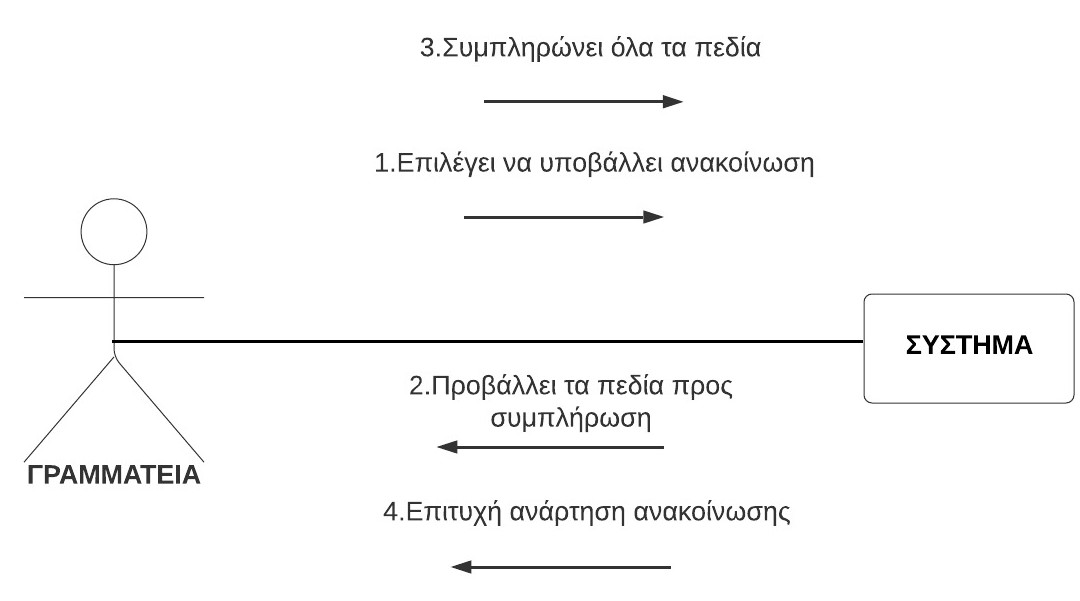 3.Συμπληρώνει όλα τα πεδία
1.Επιλέγει να υποβάλλει ανακοίνωση
ΣΥΣΤΗΜΑ
2.Προβάλλει τα πεδία προς
συμπλήρωση
ΓΡΑΜΜΑΤΕΙΑ
4.Επιτυχή ανάρτηση ανακοίνωσης